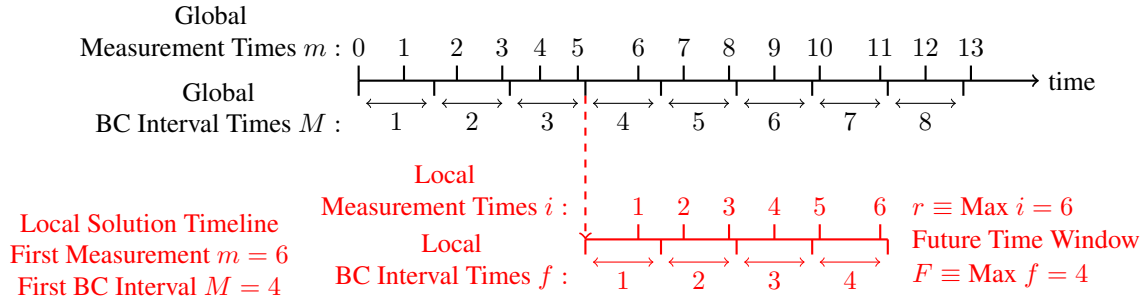 Global
Measurement Times m : 0 1 2 3 4 5 6 7 8 9 10 11 12 13
time
Global
BC Interval Times M : 1 2 3 4 5 6 7 8
Local
Measurement Times i : 1 2 3 4 5 6 r ≡ Max i = 6
Local Solution Timeline
First Measurement m = 6
First BC Interval M = 4
Local
BC Interval Times f : 1 2 3 4
Future Time Window
F ≡ Max f = 4